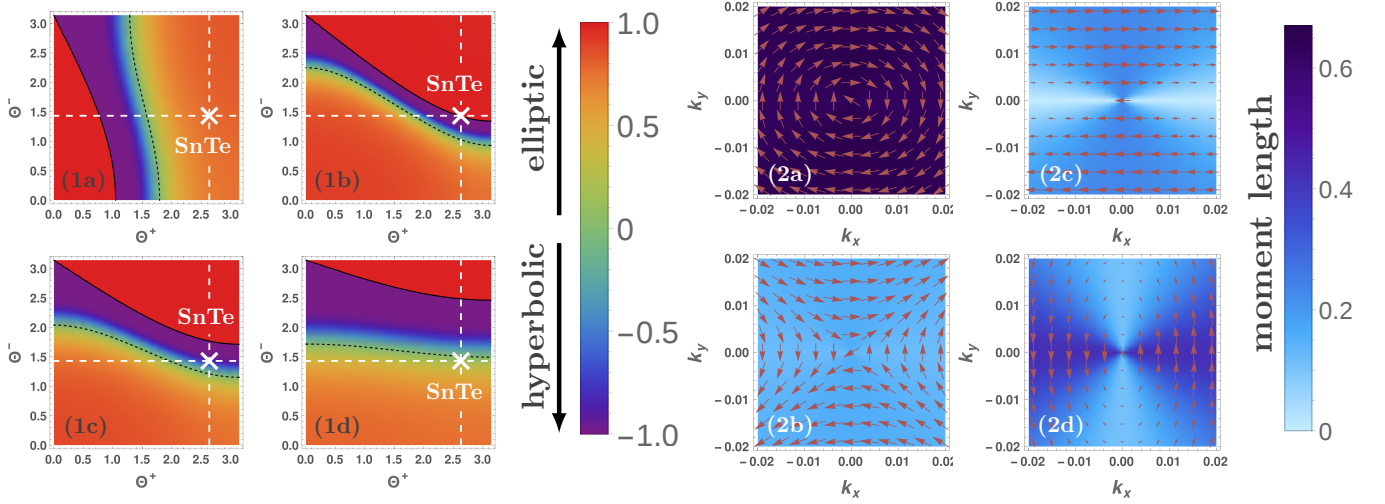 3.0
2.5
2.0
1.5
1.0
0.5
0.0
Θ⁻
SnTe
(1a)
0.0 0.5 1.0 1.5 2.0 2.5 3.0
Θ⁺
3.0
2.5
2.0
1.5
1.0
0.5
0.0
Θ⁻
SnTe
(1b)
0.0 0.5 1.0 1.5 2.0 2.5 3.0
Θ⁺
3.0
2.5
2.0
1.5
1.0
0.5
0.0
Θ⁻
SnTe
(1c)
0.0 0.5 1.0 1.5 2.0 2.5 3.0
Θ⁺
3.0
2.5
2.0
1.5
1.0
0.5
0.0
Θ⁻
SnTe
(1d)
0.0 0.5 1.0 1.5 2.0 2.5 3.0
Θ⁺
elliptic
hyperbolic
1.0
0.5
0
−0.5
−1.0
0.02
0.01
0.00
−0.01
−0.02
k_y
(2a)
−0.02 −0.01 0.00 0.01 0.02
k_x
0.02
0.01
0.00
−0.01
−0.02
k_y
(2c)
−0.02 −0.01 0.00 0.01 0.02
k_x
0.02
0.01
0.00
−0.01
−0.02
k_y
(2b)
−0.02 −0.01 0.00 0.01 0.02
k_x
0.02
0.01
0.00
−0.01
−0.02
k_y
(2d)
−0.02 −0.01 0.00 0.01 0.02
k_x
moment length
0.6
0.4
0.2
0